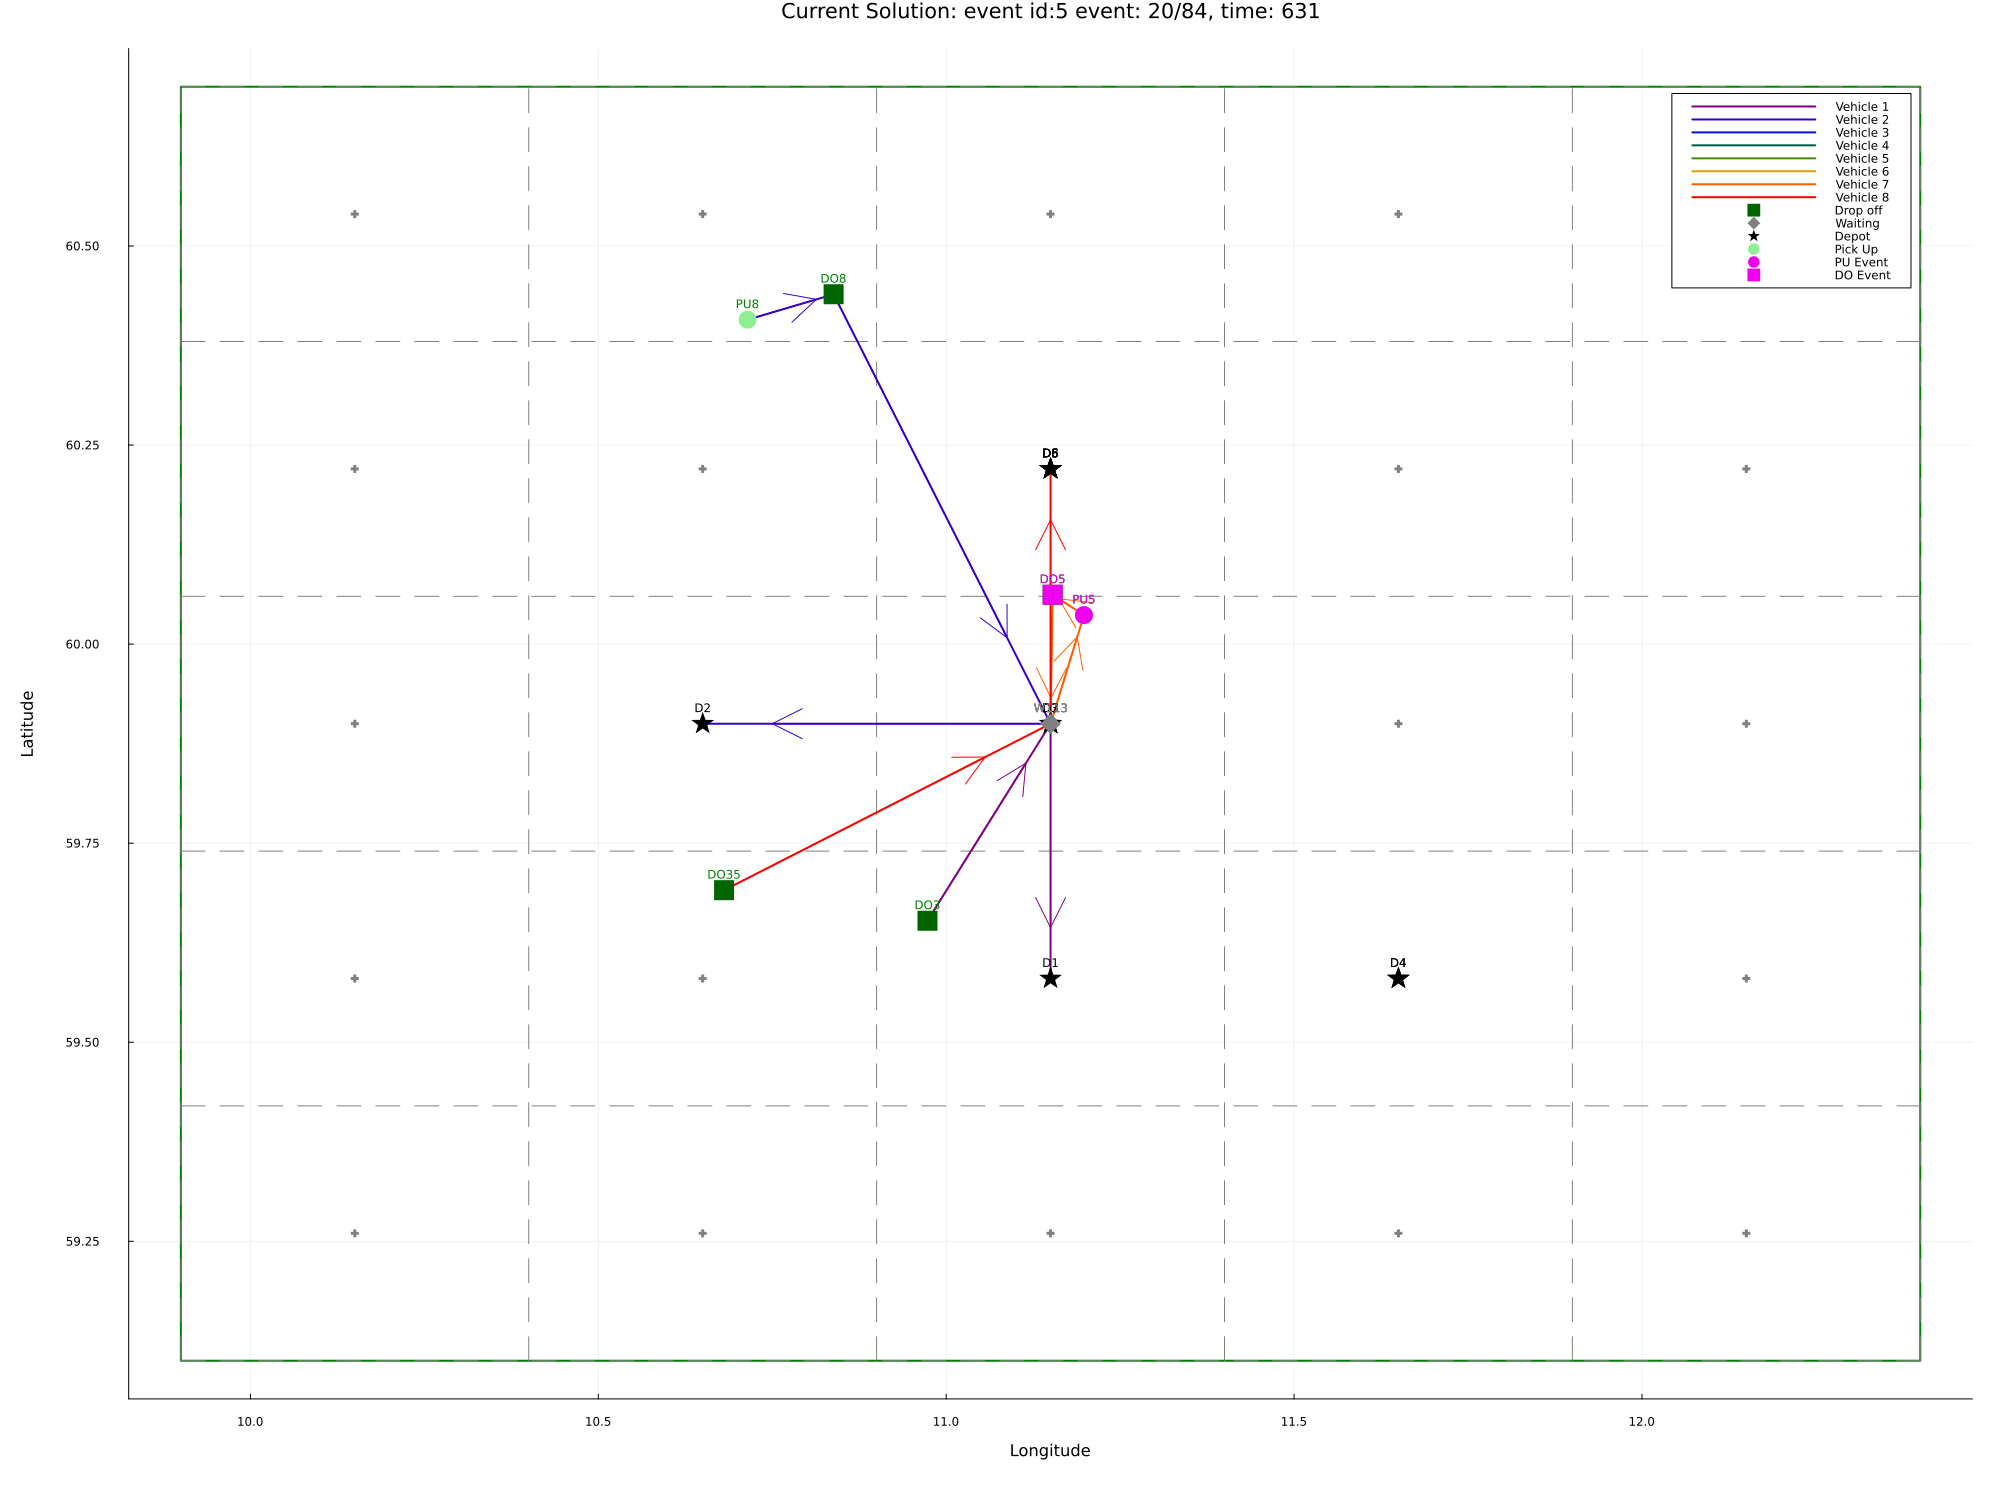 Current Solution: event id:5 event: 20/84, time: 631
Vehicle 1
Vehicle 2
Vehicle 3
Vehicle 4
Vehicle 5
Vehicle 6
Vehicle 7
Vehicle 8
Drop off
Waiting
Depot
Pick Up
PU Event
DO Event
60.50
60.25
60.00
59.75
59.50
59.25
DO8
PU8
DO5
PU5
D2
DO35
DO3
D1
D4
10.0
10.5
11.0
11.5
12.0
Latitude
Longitude